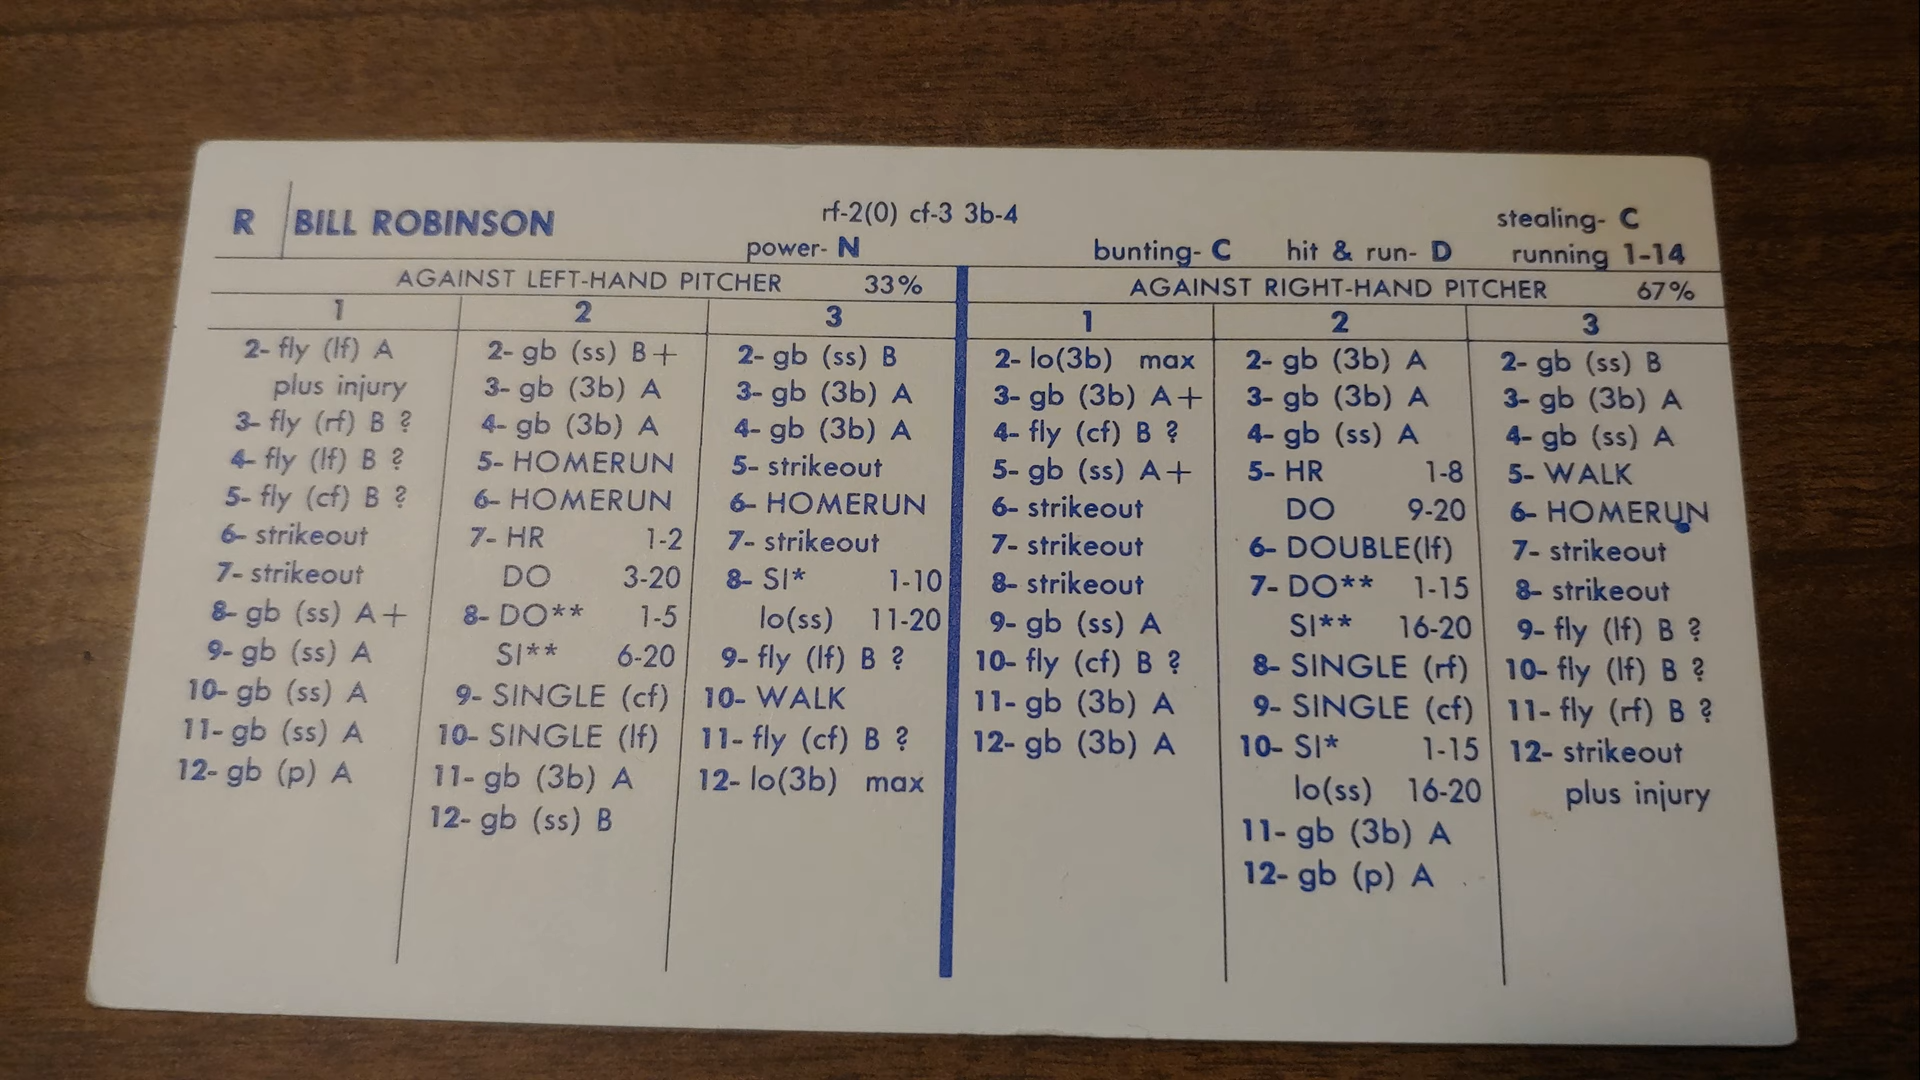 R BILL ROBINSON rf-2(0) cf-3 3b-4 stealing- C
power- N bunting- C hit & run- D running 1-14
AGAINST LEFT-HAND PITCHER 33%
1
2- fly (lf) A
plus injury
3- fly (rf) B ?
4- fly (lf) B ?
5- fly (cf) B ?
6- strikeout
7- strikeout
8- gb (ss) A+
9- gb (ss) A
10- gb (ss) A
11- gb (ss) A
12- gb (p) A
2
2- gb (ss) B+
3- gb (3b) A
4- gb (3b) A
5- HOMERUN
6- HOMERUN
7- HR 1-2
DO 3-20
8- DO** 1-5
SI** 6-20
9- SINGLE (cf)
10- SINGLE (lf)
11- gb (3b) A
12- gb (ss) B
3
2- gb (ss) B
3- gb (3b) A
4- gb (3b) A
5- strikeout
6- HOMERUN
7- strikeout
8- SI* 1-10
lo(ss) 11-20
9- fly (lf) B ?
10- WALK
11- fly (cf) B ?
12- lo(3b) max
AGAINST RIGHT-HAND PITCHER 67%
1
2- lo(3b) max
3- gb (3b) A+
4- fly (cf) B ?
5- gb (ss) A+
6- strikeout
7- strikeout
8- strikeout
9- gb (ss) A
10- fly (cf) B ?
11- gb (3b) A
12- gb (3b) A
2
2- gb (3b) A
3- gb (3b) A
4- gb (ss) A
5- HR 1-8
DO 9-20
6- DOUBLE(lf)
7- DO** 1-15
SI** 16-20
8- SINGLE (rf)
9- SINGLE (cf)
10- SI* 1-15
lo(ss) 16-20
11- gb (3b) A
12- gb (p) A
3
2- gb (ss) B
3- gb (3b) A
4- gb (ss) A
5- WALK
6- HOMERUN
7- strikeout
8- strikeout
9- fly (lf) B ?
10- fly (lf) B ?
11- fly (rf) B ?
12- strikeout
plus injury